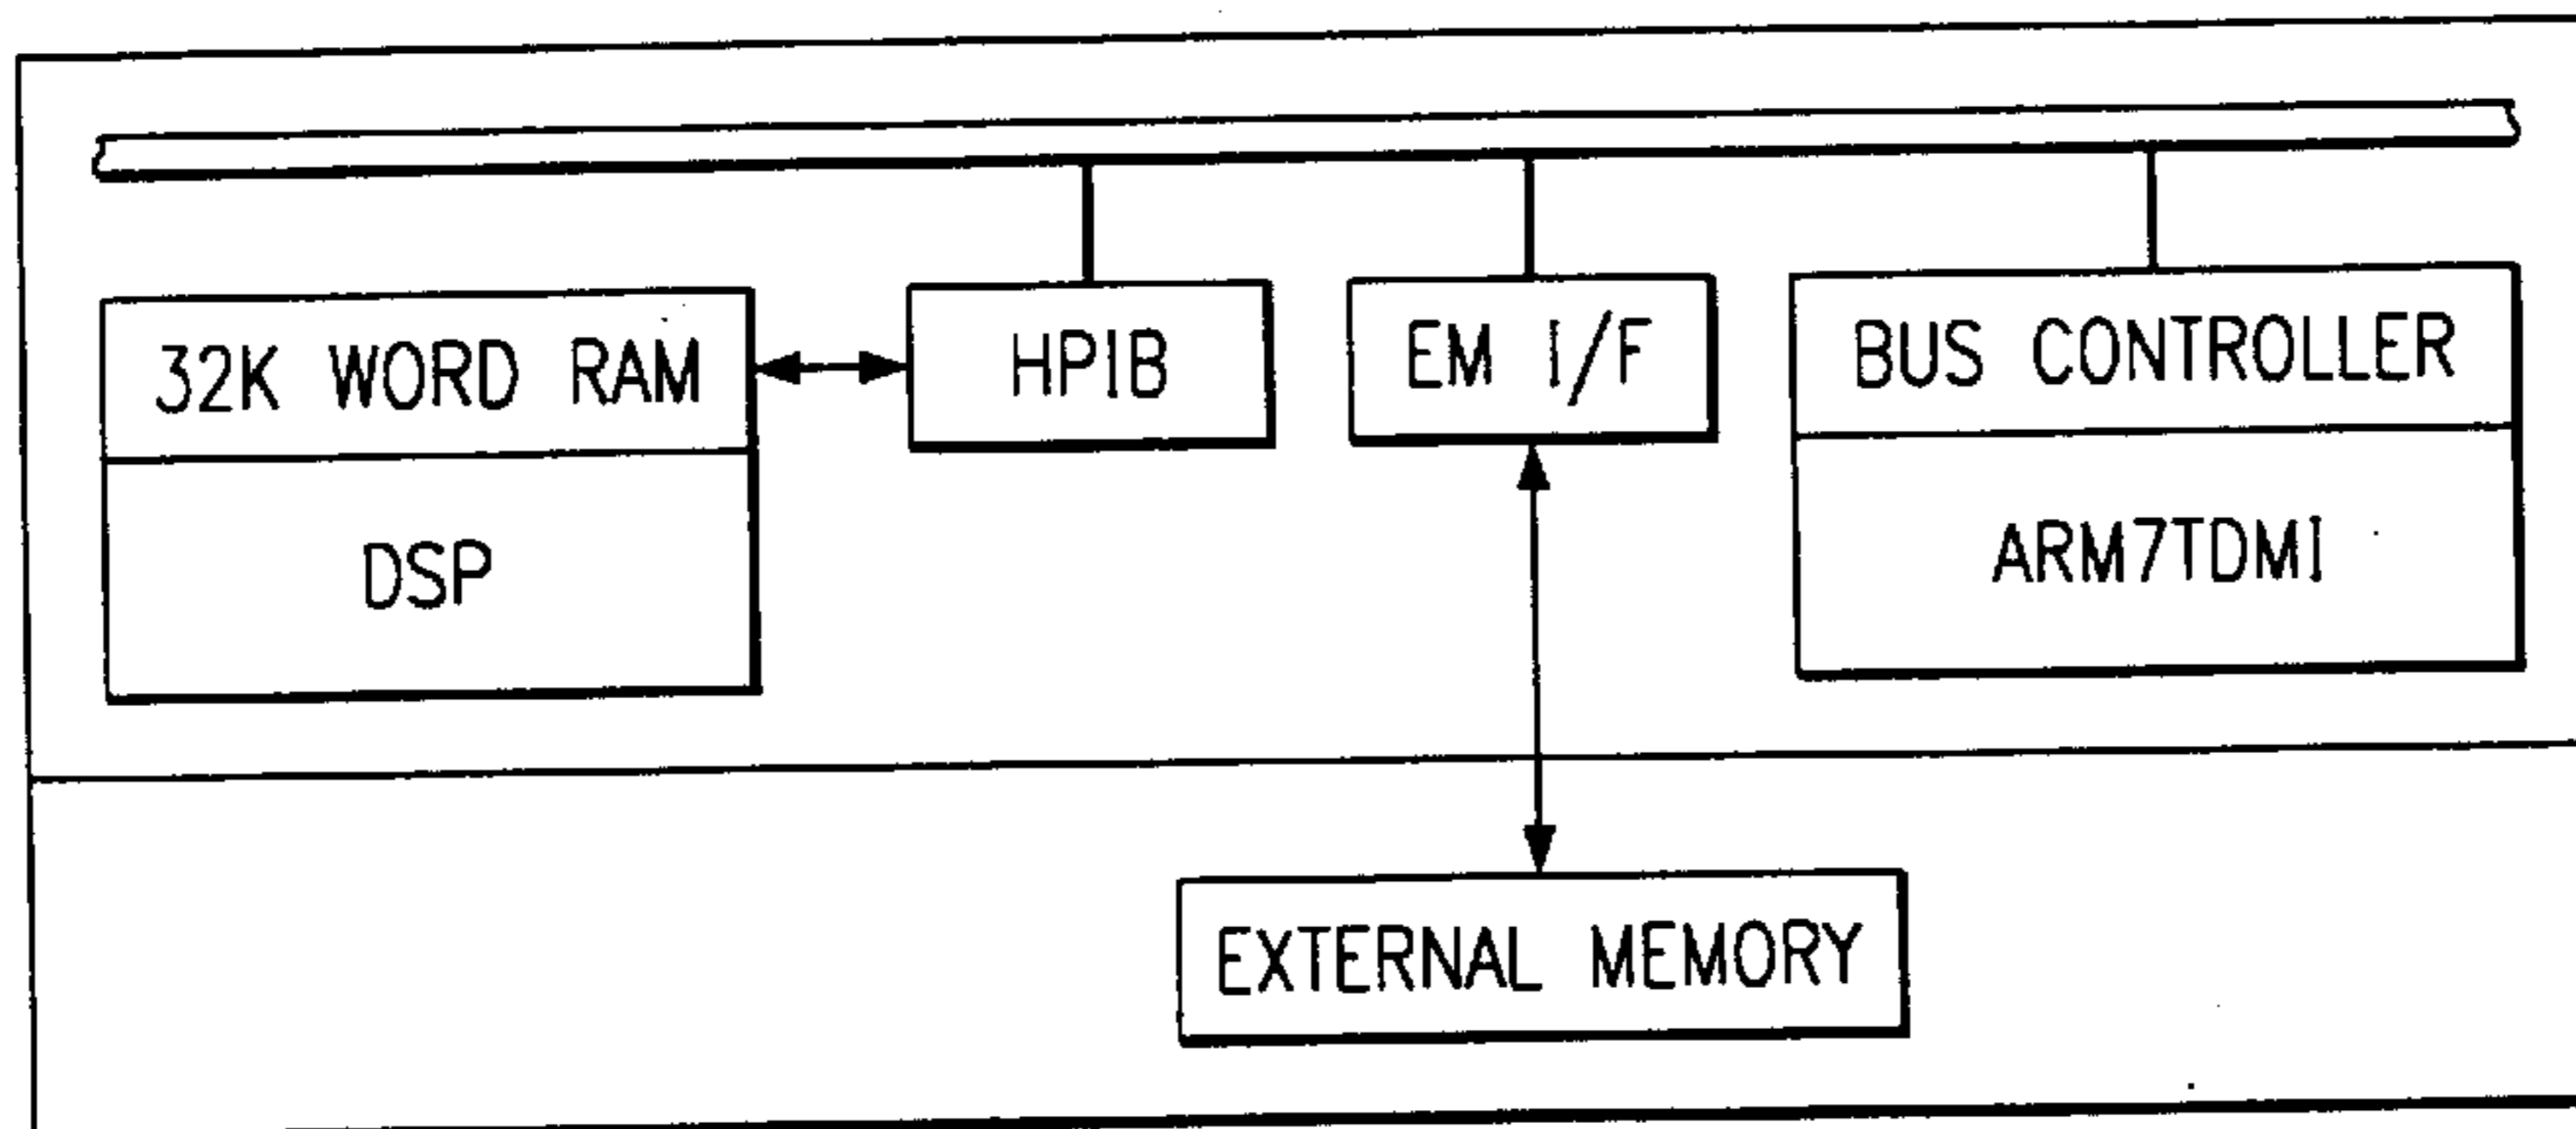 32K WORD RAM
HPIB
EM I/F
BUS CONTROLLER
DSP
ARM7TDMI
EXTERNAL MEMORY